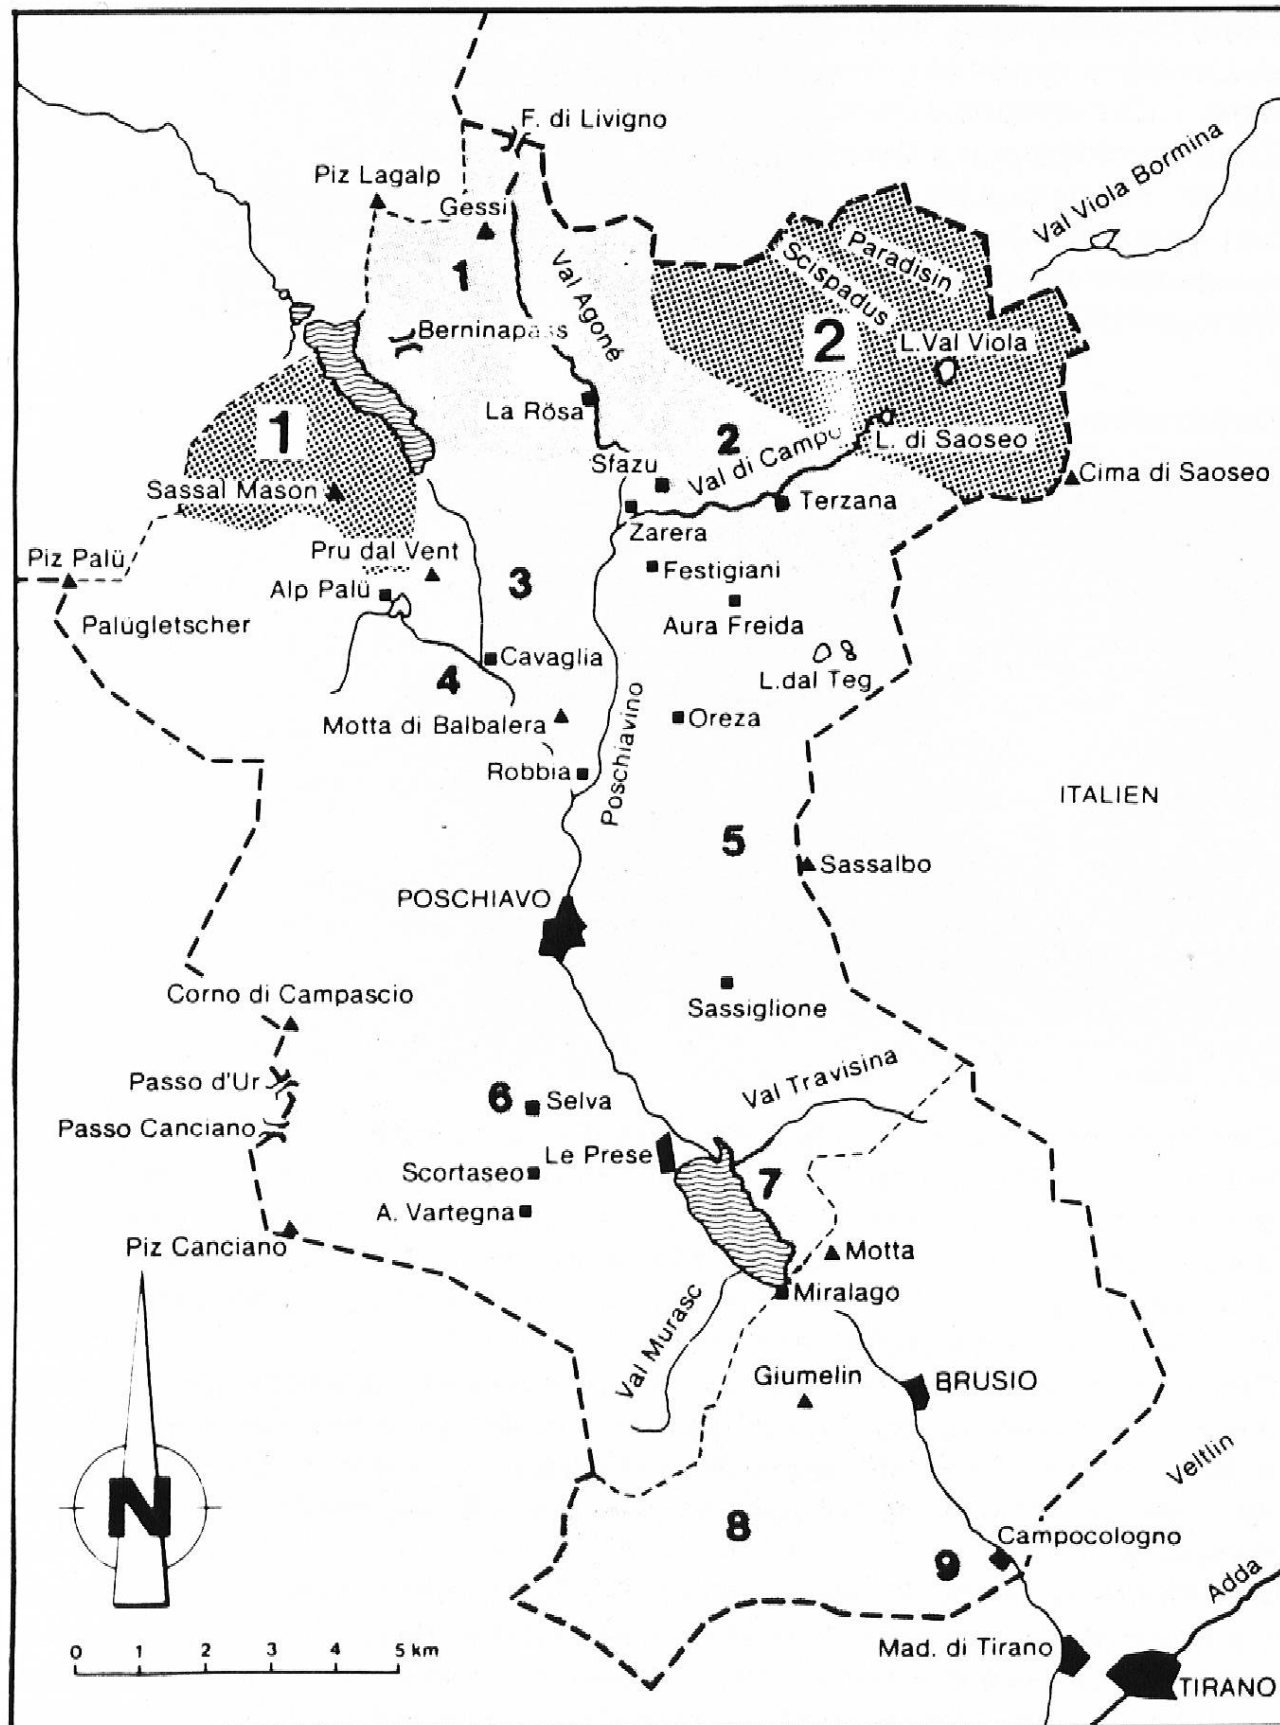 F. di Livigno
Piz Lagalp
Gessi
Val Viola Bormina
1
Val Agoné
Paradisin
Scispadus
Berninapass
2
L.Val Viola
1
La Rösa
2
L. di Saoseo
Sfazu
Val di Campo
Cima di Saoseo
Sassal Mason
Terzana
Zarera
Piz Palü
Pru dal Vent
3
Festigiani
Alp Palü
Aura Freida
Palügletscher
Cavaglia
L.dal Teg
4
Motta di Balbalera
Poschiavino
Oreza
Robbia
ITALIEN
5
Sassalbo
POSCHIAVO
Corno di Campascio
Sassiglione
Passo d'Ur
6
Selva
Val Travisina
Passo Canciano
Le Prese
Scortaseo
7
A. Vartegna
Piz Canciano
Motta
Miralago
Val Murasc
Giumelin
BRUSIO
Veltlin
N
8
Campocologno
9
Adda
0 1 2 3 4 5 km
Mad. di Tirano
TIRANO